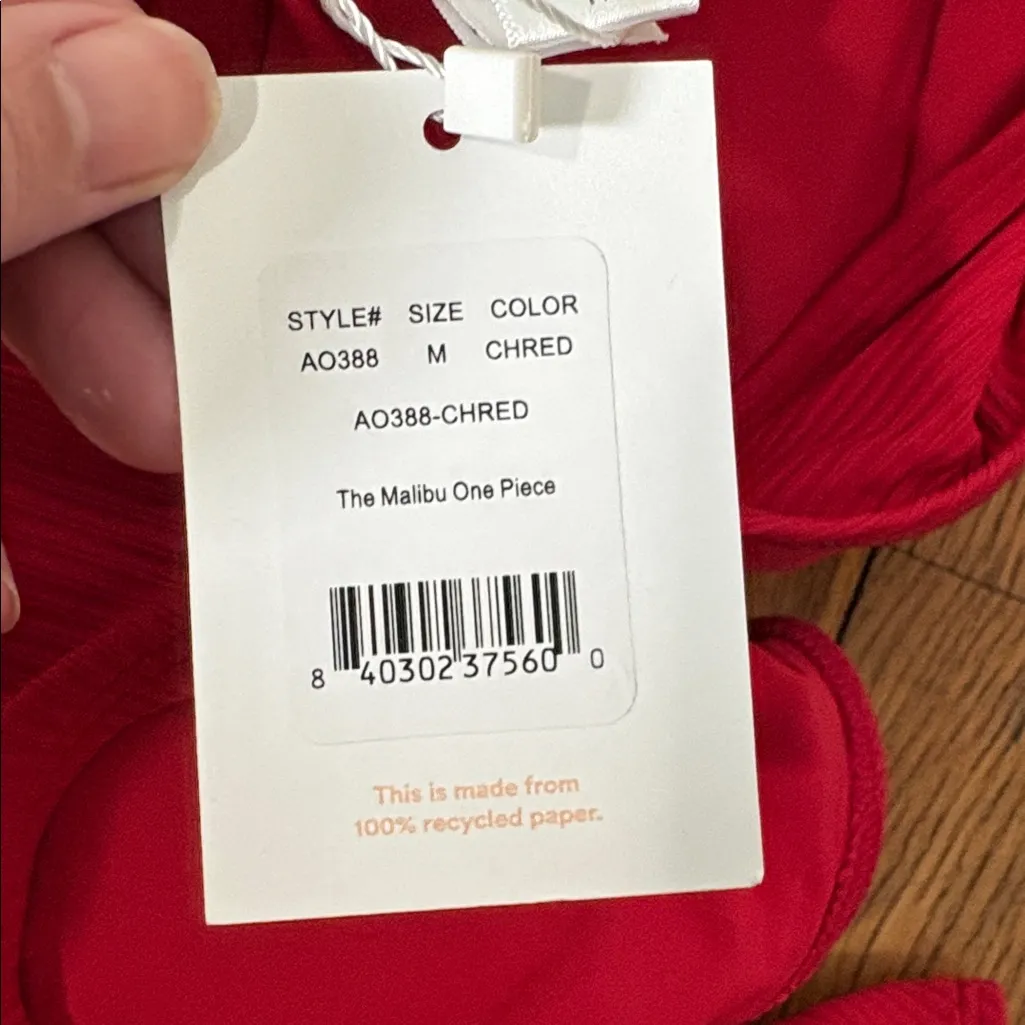 STYLE# SIZE COLOR
AO388 M CHRED
AO388-CHRED
The Malibu One Piece
8 40302 37560 0
This is made from
100% recycled paper.